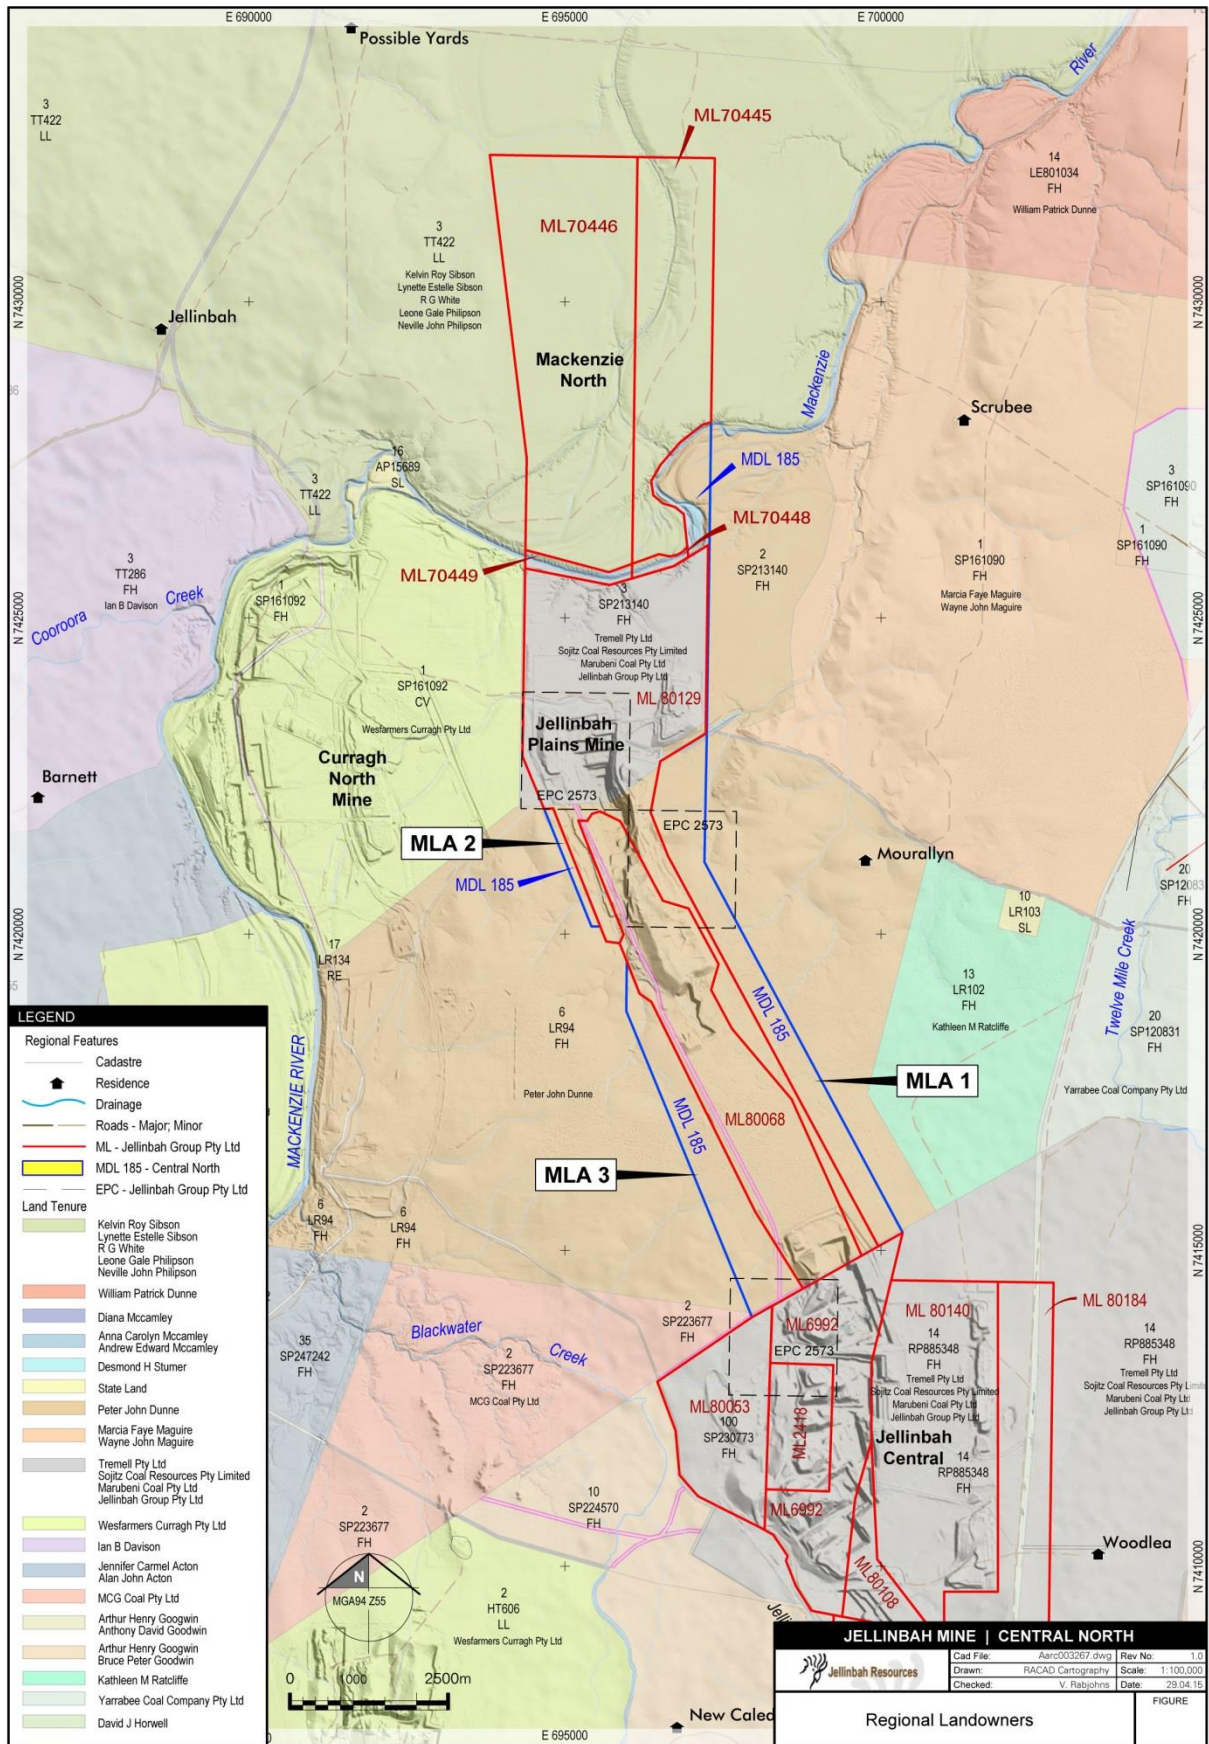 E 690000
E 695000
E 700000
Possible Yards
River
3
TT422
LL
ML70445
14
LE801034
FH
William Patrick Dunne
ML70446
3
TT422
LL
Kelvin Roy Sibson
Lynette Estelle Sibson
R G White
Leone Gale Philipson
Neville John Philipson
N 7430000
N 7430000
Jellinbah
Mackenzie
North
Mackenzie
Scrubee
16
AP15689
SL
MDL 185
3
TT422
LL
3
SP161090
FH
ML70448
1
SP161090
FH
3
TT286
FH
Ian B Davison
2
SP213140
FH
1
SP161090
FH
Marcia Faye Maguire
Wayne John Maguire
ML70449
Cooroora
Creek
1
SP161092
FH
3
SP213140
FH
Tremell Pty Ltd
Sojitz Coal Resources Pty Limited
Marubeni Coal Pty Ltd
Jellinbah Group Pty Ltd
N 7425000
N 7425000
1
SP161092
CV
Wesfarmers Curragh Pty Ltd
ML 80129
Jellinbah
Plains Mine
Curragh
North
Mine
Barnett
EPC 2573
EPC 2573
MLA 2
MDL 185
Mourallyn
20
SP12083
FH
10
LR103
SL
N 7420000
N 7420000
17
LR134
RE
13
LR102
FH
Kathleen M Ratcliffe
Twelve Mile Creek
MDL 185
6
LR94
FH
Peter John Dunne
20
SP120831
FH
Yarrabee Coal Company Pty Ltd
MLA 1
MACKENZIE RIVER
ML80068
MDL 185
MLA 3
6
LR94
FH
6
LR94
FH
N 7415000
35
SP247242
FH
Blackwater
Creek
2
SP223677
FH
MCG Coal Pty Ltd
2
SP223677
FH
ML6992
EPC 2573
ML 80140
14
RP885348
FH
Tremell Pty Ltd
Sojitz Coal Resources Pty Limited
Marubeni Coal Pty Ltd
Jellinbah Group Pty Ltd
ML 80184
14
RP885348
FH
Tremell Pty Ltd
Sojitz Coal Resources Pty Limite
Marubeni Coal Pty Ltd
Jellinbah Group Pty Ltd
ML80053
100
SP230773
FH
ML2418
Jellinbah
Central
14
RP885348
FH
10
SP224570
FH
ML6992
2
SP223677
FH
ML80108
Woodlea
N 7410000
2
HT606
LL
Wesfarmers Curragh Pty Ltd
N
MGA94 Z55
0 1000 2500m
New Caled
E 695000
LEGEND
Regional Features
Cadastre
Residence
Drainage
Roads - Major; Minor
ML - Jellinbah Group Pty Ltd
MDL 185 - Central North
EPC - Jellinbah Group Pty Ltd
Land Tenure
Kelvin Roy Sibson
Lynette Estelle Sibson
R G White
Leone Gale Philipson
Neville John Philipson
William Patrick Dunne
Diana Mccamley
Anna Carolyn Mccamley
Andrew Edward Mccamley
Desmond H Stumer
State Land
Peter John Dunne
Marcia Faye Maguire
Wayne John Maguire
Tremell Pty Ltd
Sojitz Coal Resources Pty Limited
Marubeni Coal Pty Ltd
Jellinbah Group Pty Ltd
Wesfarmers Curragh Pty Ltd
Ian B Davison
Jennifer Carmel Acton
Alan John Acton
MCG Coal Pty Ltd
Arthur Henry Googwin
Anthony David Goodwin
Arthur Henry Googwin
Bruce Peter Goodwin
Kathleen M Ratcliffe
Yarrabee Coal Company Pty Ltd
David J Horwell
JELLINBAH MINE | CENTRAL NORTH
Jellinbah Resources
Cad File: Aarc003267.dwg Rev No: 1.0
Drawn: RACAD Cartography Scale: 1:100,000
Checked: V. Rabjohns Date: 29.04.15
Regional Landowners
FIGURE